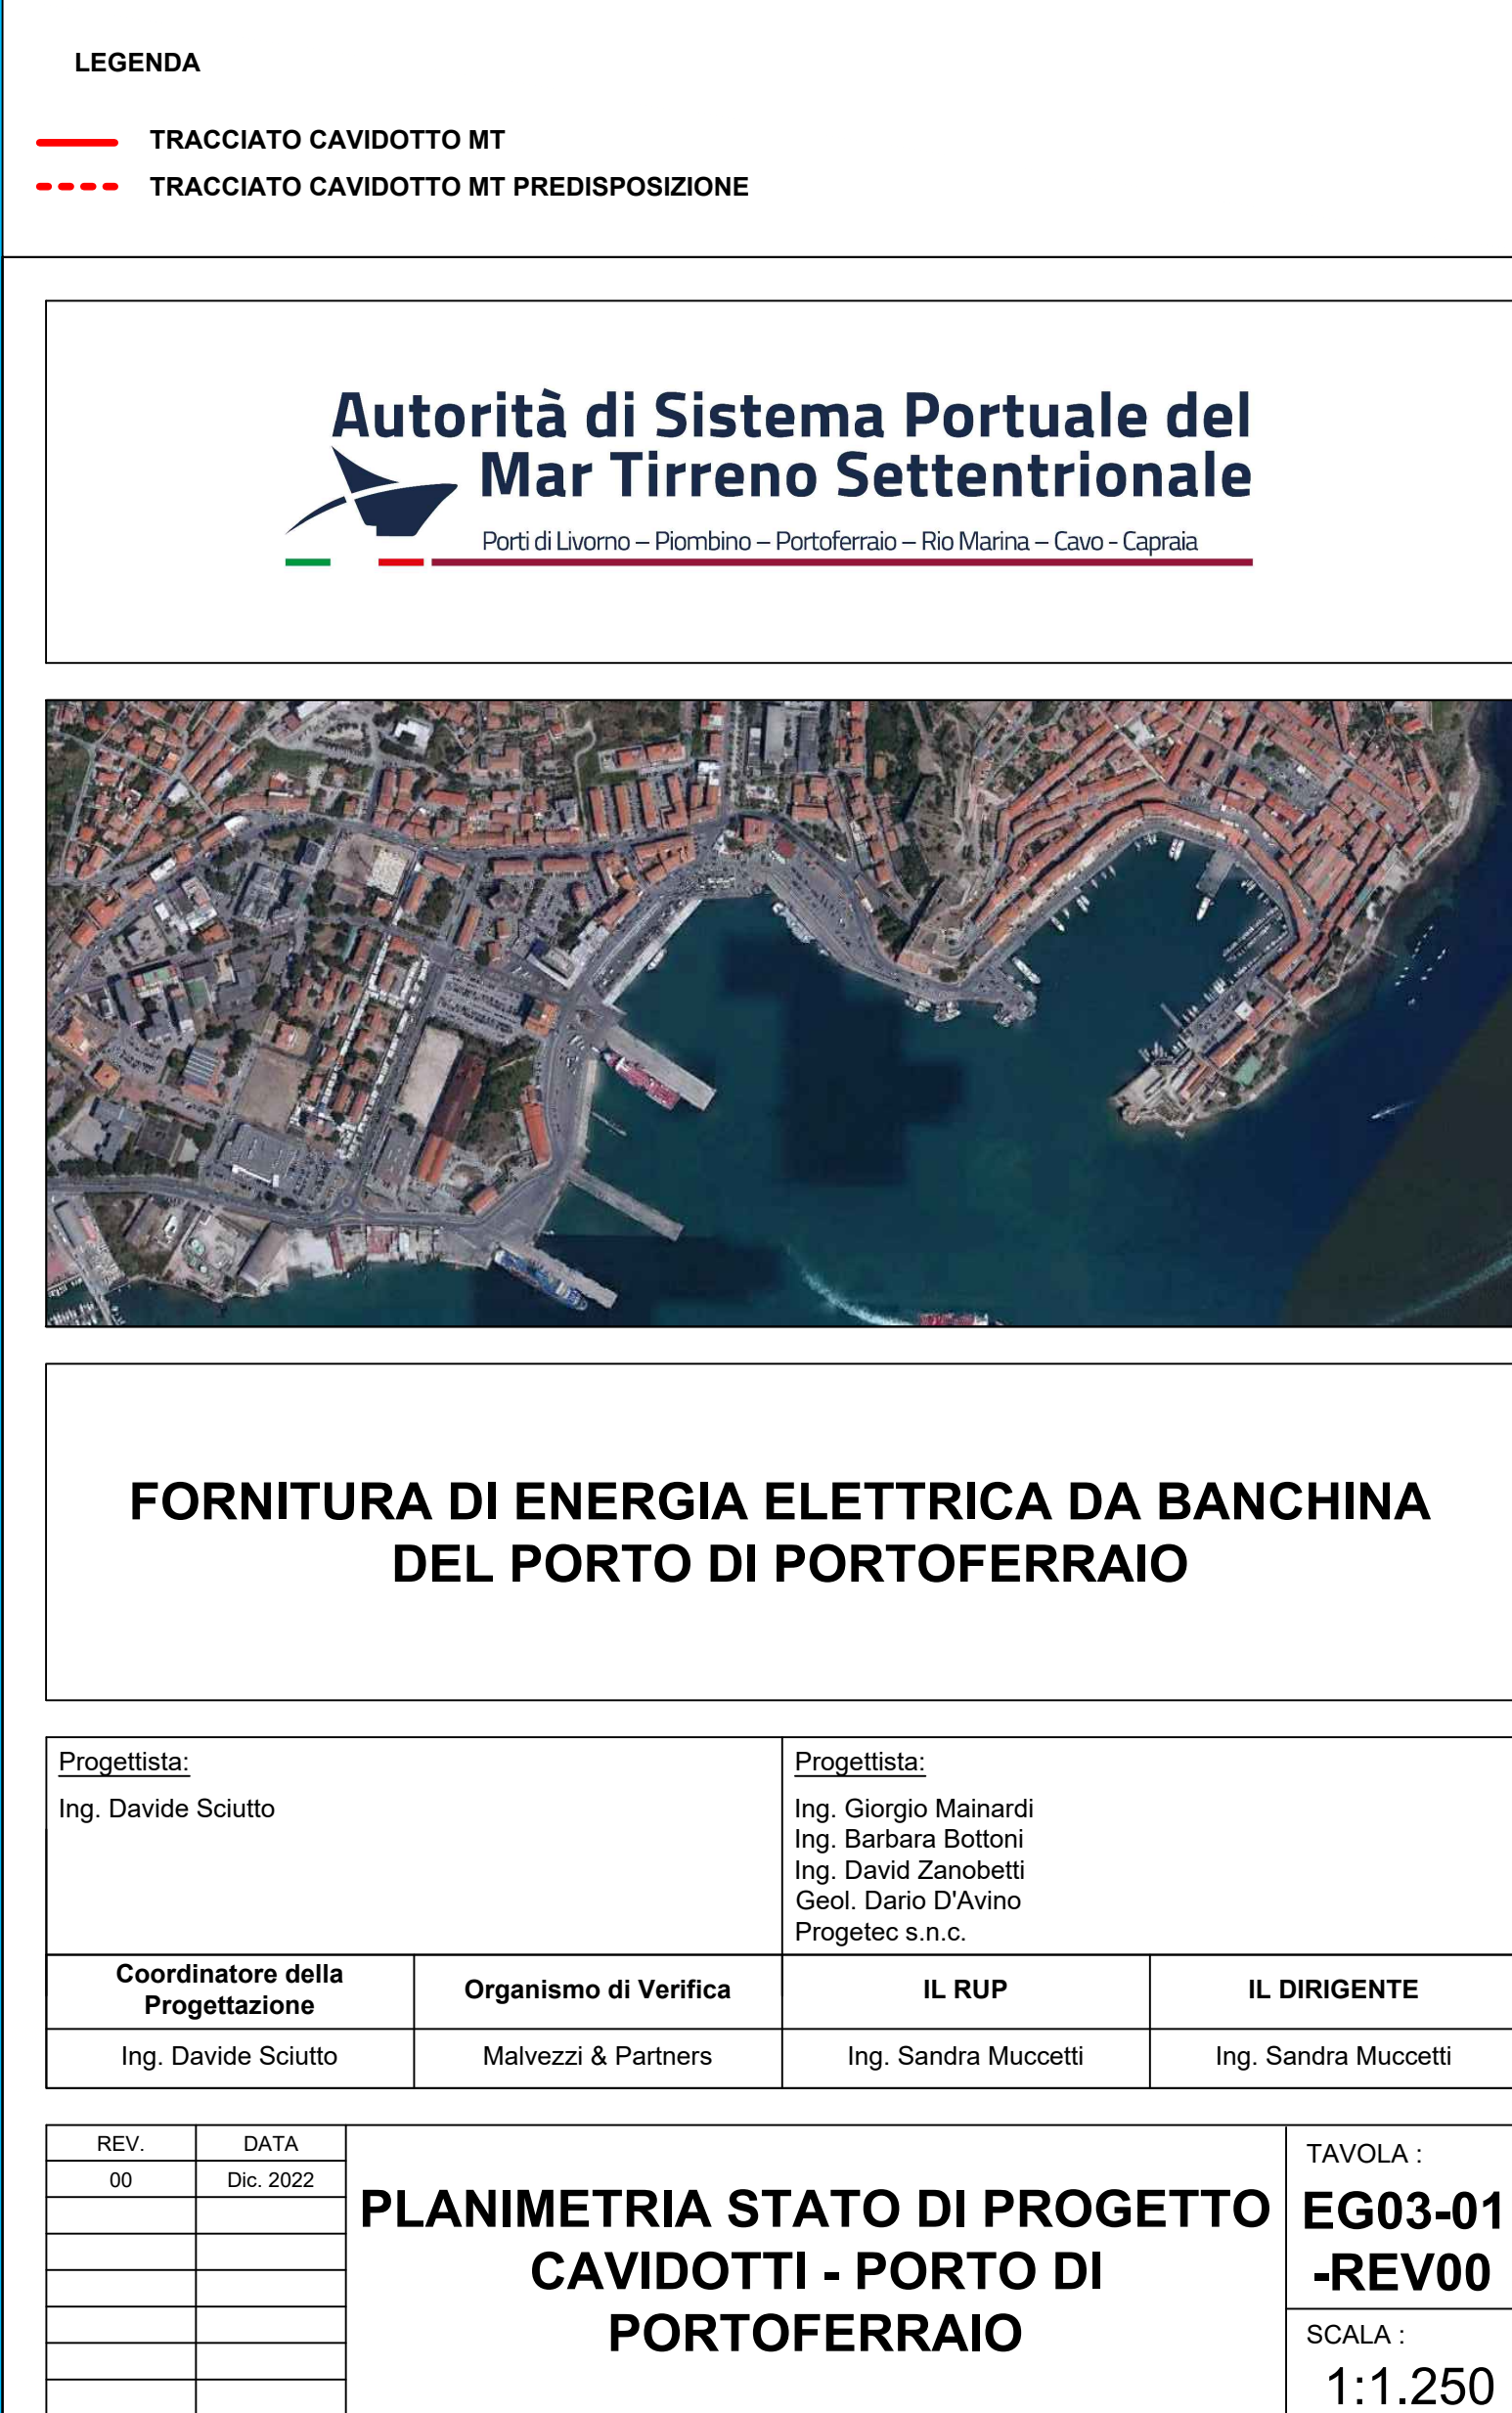 LEGENDA
TRACCIATO CAVIDOTTO MT
TRACCIATO CAVIDOTTO MT PREDISPOSIZIONE
Autorità di Sistema Portuale del
Mar Tirreno Settentrionale
Porti di Livorno – Piombino – Portoferraio – Rio Marina – Cavo - Capraia
FORNITURA DI ENERGIA ELETTRICA DA BANCHINA
DEL PORTO DI PORTOFERRAIO
Progettista:
Ing. Davide Sciutto
Progettista:
Ing. Giorgio Mainardi
Ing. Barbara Bottoni
Ing. David Zanobetti
Geol. Dario D'Avino
Progetec s.n.c.
Coordinatore della
Progettazione
Organismo di Verifica
IL RUP
IL DIRIGENTE
Ing. Davide Sciutto
Malvezzi & Partners
Ing. Sandra Muccetti
Ing. Sandra Muccetti
REV.
DATA
00
Dic. 2022
PLANIMETRIA STATO DI PROGETTO
CAVIDOTTI - PORTO DI
PORTOFERRAIO
TAVOLA :
EG03-01
-REV00
SCALA :
1:1.250